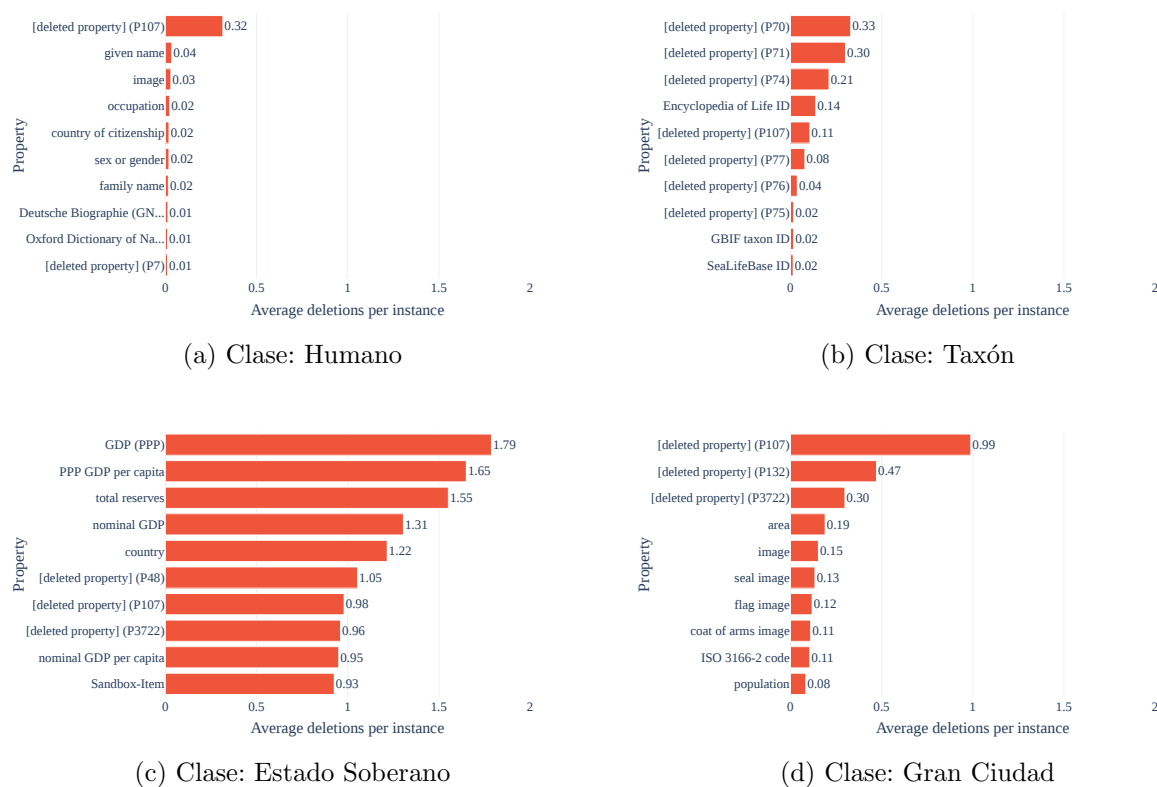 [deleted property] (P107) 0.32
given name 0.04
image 0.03
occupation 0.02
country of citizenship 0.02
sex or gender 0.02
family name 0.02
Deutsche Biographie (GN... 0.01
Oxford Dictionary of Na... 0.01
[deleted property] (P7) 0.01
0 0.5 1 1.5 2
Average deletions per instance
Property
(a) Clase: Humano
[deleted property] (P70) 0.33
[deleted property] (P71) 0.30
[deleted property] (P74) 0.21
Encyclopedia of Life ID 0.14
[deleted property] (P107) 0.11
[deleted property] (P77) 0.08
[deleted property] (P76) 0.04
[deleted property] (P75) 0.02
GBIF taxon ID 0.02
SeaLifeBase ID 0.02
0 0.5 1 1.5 2
Average deletions per instance
Property
(b) Clase: Taxón
GDP (PPP) 1.79
PPP GDP per capita 1.65
total reserves 1.55
nominal GDP 1.31
country 1.22
[deleted property] (P48) 1.05
[deleted property] (P107) 0.98
[deleted property] (P3722) 0.96
nominal GDP per capita 0.95
Sandbox-Item 0.93
0 0.5 1 1.5 2
Average deletions per instance
Property
(c) Clase: Estado Soberano
[deleted property] (P107) 0.99
[deleted property] (P132) 0.47
[deleted property] (P3722) 0.30
area 0.19
image 0.15
seal image 0.13
flag image 0.12
coat of arms image 0.11
ISO 3166-2 code 0.11
population 0.08
0 0.5 1 1.5 2
Average deletions per instance
Property
(d) Clase: Gran Ciudad